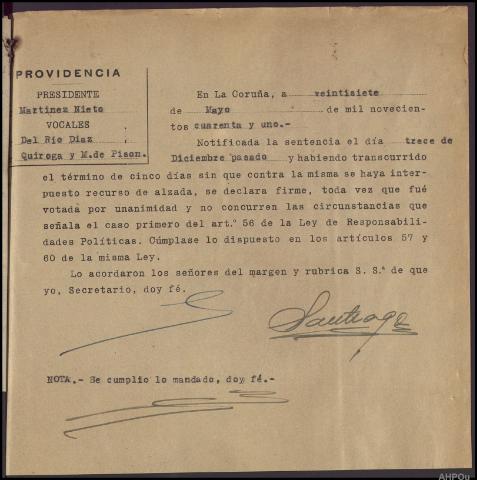 PROVIDENCIA
PRESIDENTE
Martinez Nieto
VOCALES
Del Rio Diaz
Quiroga y M.de Pison.
En La Coruña, a veintisiete
de Mayo de mil novecien-
tos cuarenta y uno.-
Notificada la sentencia el día trece de
Diciembre pasado y habiendo transcurrido
el término de cinco días sin que contra la misma se haya inter-
puesto recurso de alzada, se declara firme, toda vez que fué
votada por unanimidad y no concurren las circunstancias que
señala el caso primero del art.º 56 de la Ley de Responsabili-
dades Políticas. Cúmplase lo dispuesto en los artículos 57 y
60 de la misma Ley.
Lo acordaron los señores del margen y rubrica S. S.ª de que
yo, Secretario, doy fé.
Santiago
NOTA.- Se cumplio lo mandado, doy fé.-
AHPOu